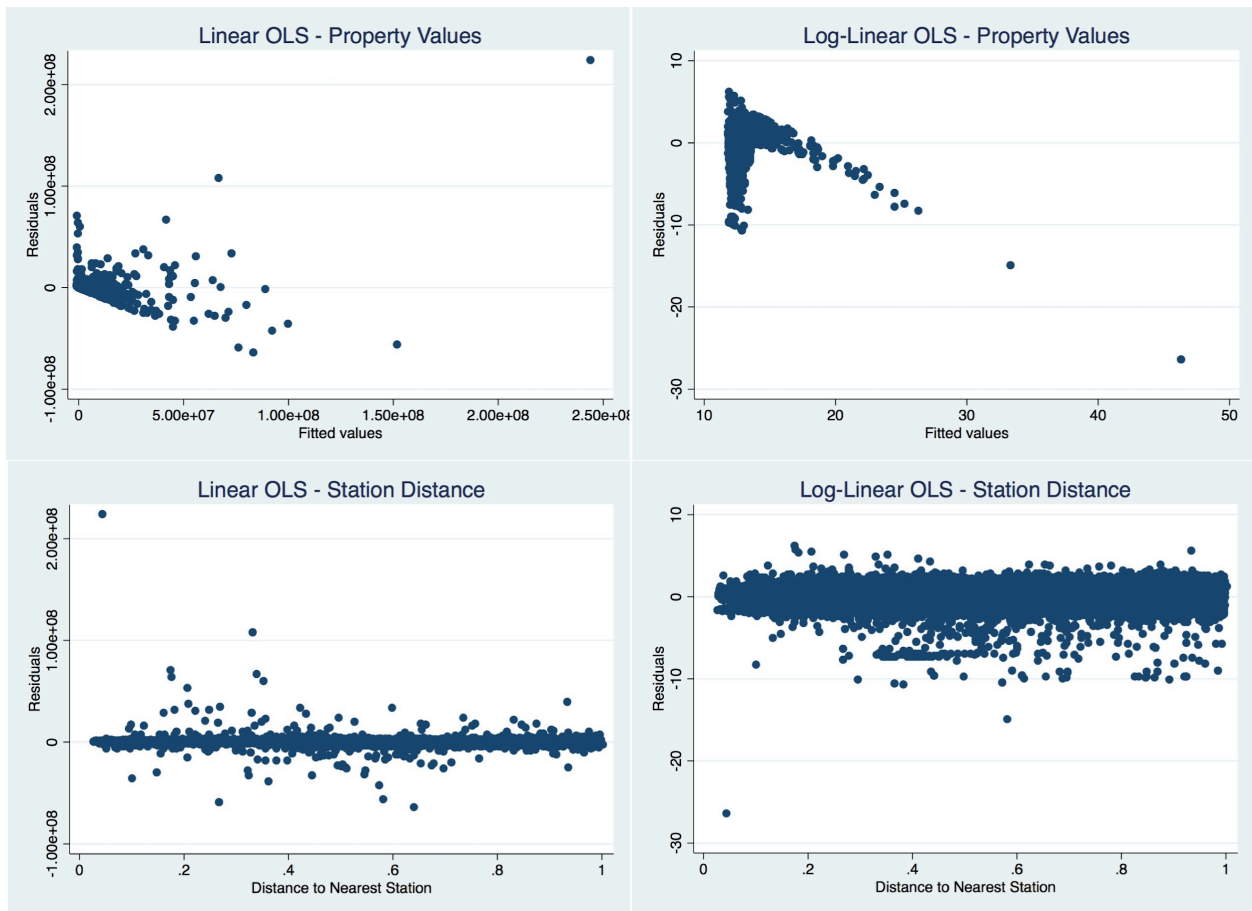 Linear OLS - Property Values
2.00e+08
1.00e+08
0
-1.00e+08
Residuals
0 5.00e+07 1.00e+08 1.50e+08 2.00e+08 2.50e+08
Fitted values
Log-Linear OLS - Property Values
10
0
-10
-20
-30
Residuals
10 20 30 40 50
Fitted values
Linear OLS - Station Distance
2.00e+08
1.00e+08
0
-1.00e+08
Residuals
0 .2 .4 .6 .8 1
Distance to Nearest Station
Log-Linear OLS - Station Distance
10
0
-10
-20
-30
Residuals
0 .2 .4 .6 .8 1
Distance to Nearest Station